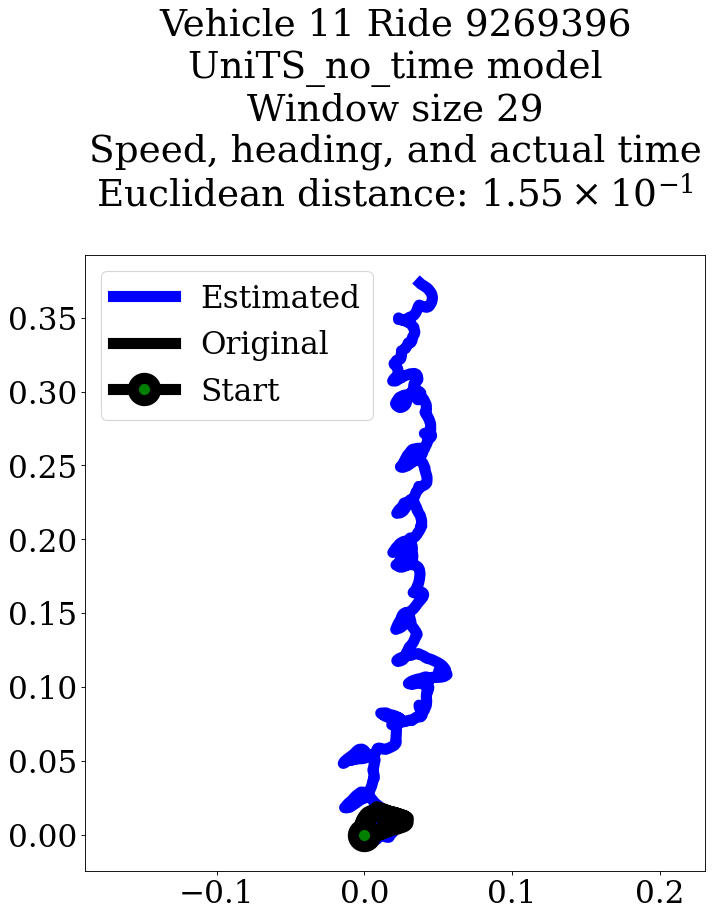 Vehicle 11 Ride 9269396
UniTS_no_time model
Window size 29
Speed, heading, and actual time
Euclidean distance: 1.55 × 10⁻¹
Estimated
Original
Start
0.35
0.30
0.25
0.20
0.15
0.10
0.05
0.00
−0.1 0.0 0.1 0.2